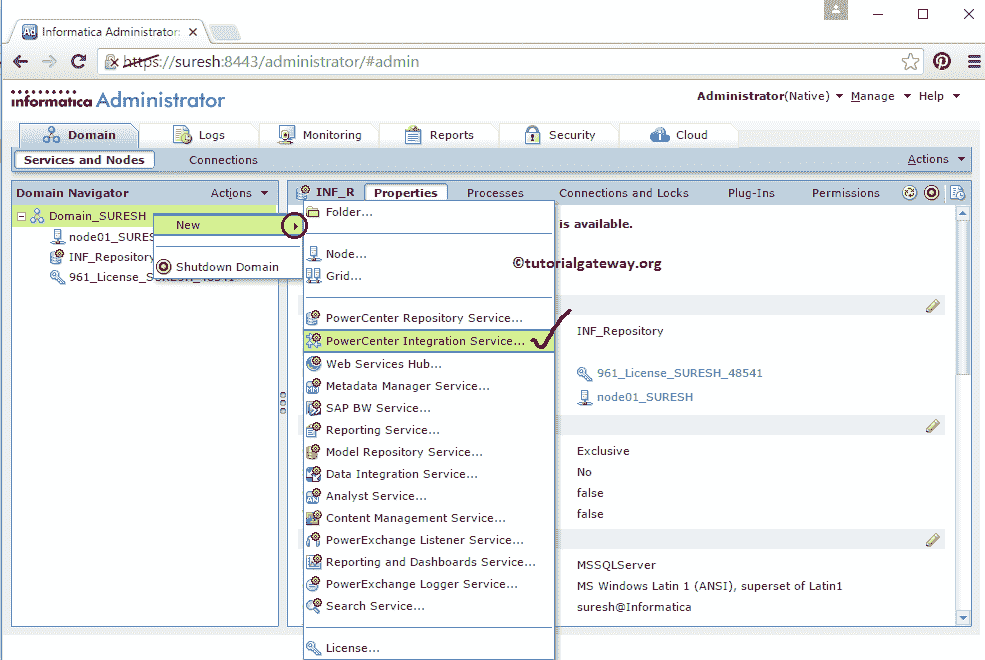 Informatica Administrator:
https://suresh:8443/administrator/#admin
informatica Administrator
Administrator(Native) Manage Help
Domain Logs Monitoring Reports Security Cloud
Services and Nodes Connections Actions
Domain Navigator Actions
INF_R Properties Processes Connections and Locks Plug-Ins Permissions
Domain_SURESH
node01_SURES
INF_Repository
961_License_SURESH_48541
New
Shutdown Domain
Folder...
Node...
Grid...
PowerCenter Repository Service...
PowerCenter Integration Service...
Web Services Hub...
Metadata Manager Service...
SAP BW Service...
Reporting Service...
Model Repository Service...
Data Integration Service...
Analyst Service...
Content Management Service...
PowerExchange Listener Service...
Reporting and Dashboards Service...
PowerExchange Logger Service...
Search Service...
License...
is available.
©tutorialgateway.org
INF_Repository
961_License_SURESH_48541
node01_SURESH
Exclusive
No
false
false
MSSQLServer
MS Windows Latin 1 (ANSI), superset of Latin1
suresh@Informatica